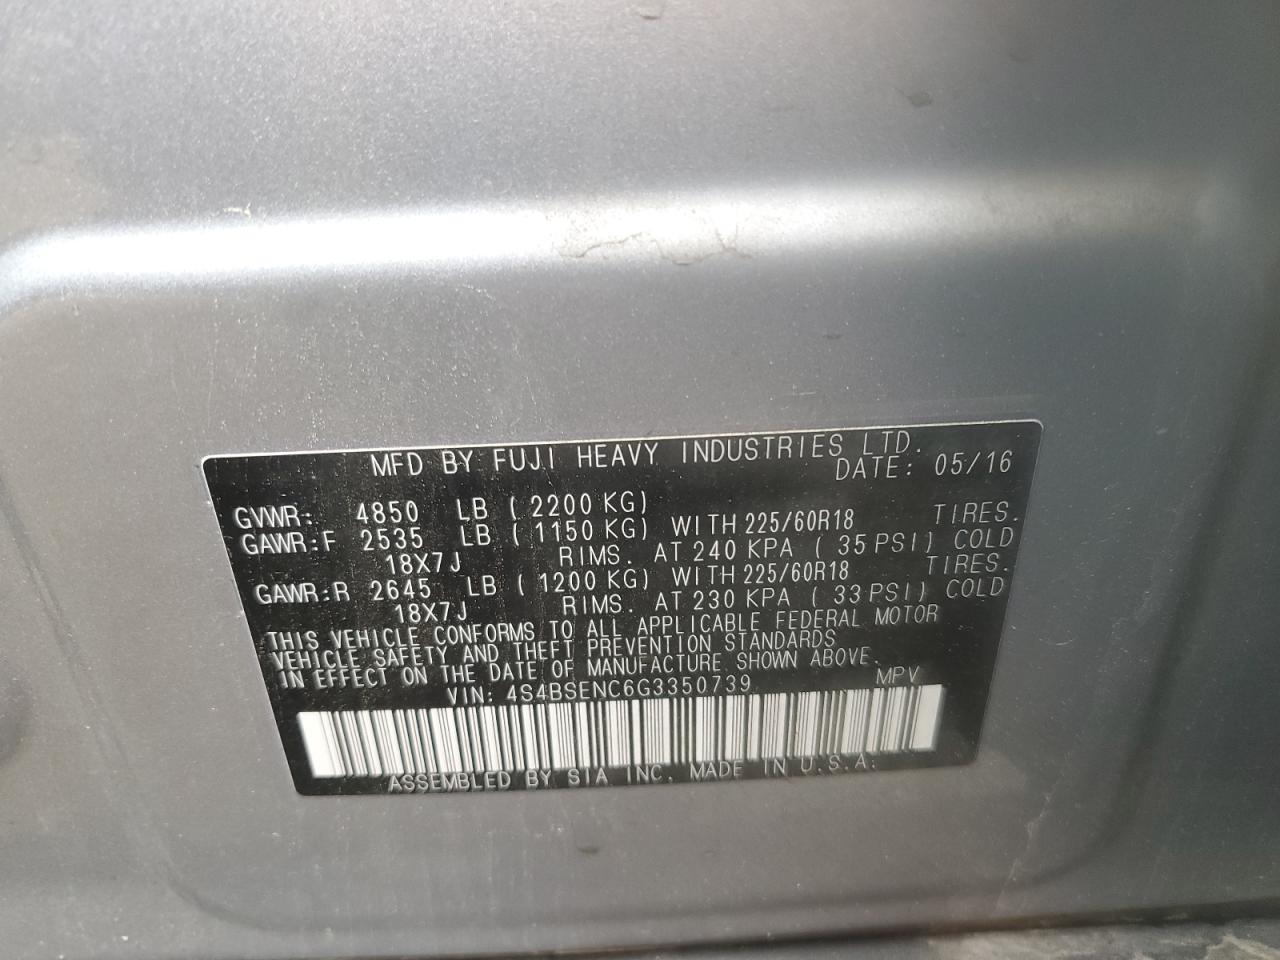 MFD BY FUJI HEAVY INDUSTRIES LTD.
DATE: 05/16
GVWR: 4850 LB ( 2200 KG)
GAWR:F 2535 LB ( 1150 KG) WITH 225/60R18 TIRES.
18X7J RIMS. AT 240 KPA ( 35 PSI) COLD
GAWR:R 2645 LB ( 1200 KG) WITH 225/60R18 TIRES.
18X7J RIMS. AT 230 KPA ( 33 PSI) COLD
THIS VEHICLE CONFORMS TO ALL APPLICABLE FEDERAL MOTOR
VEHICLE SAFETY AND THEFT PREVENTION STANDARDS
IN EFFECT ON THE DATE OF MANUFACTURE SHOWN ABOVE.
VIN: 4S4BSENC6G3350739 MPV
ASSEMBLED BY SIA INC. MADE IN U.S.A.